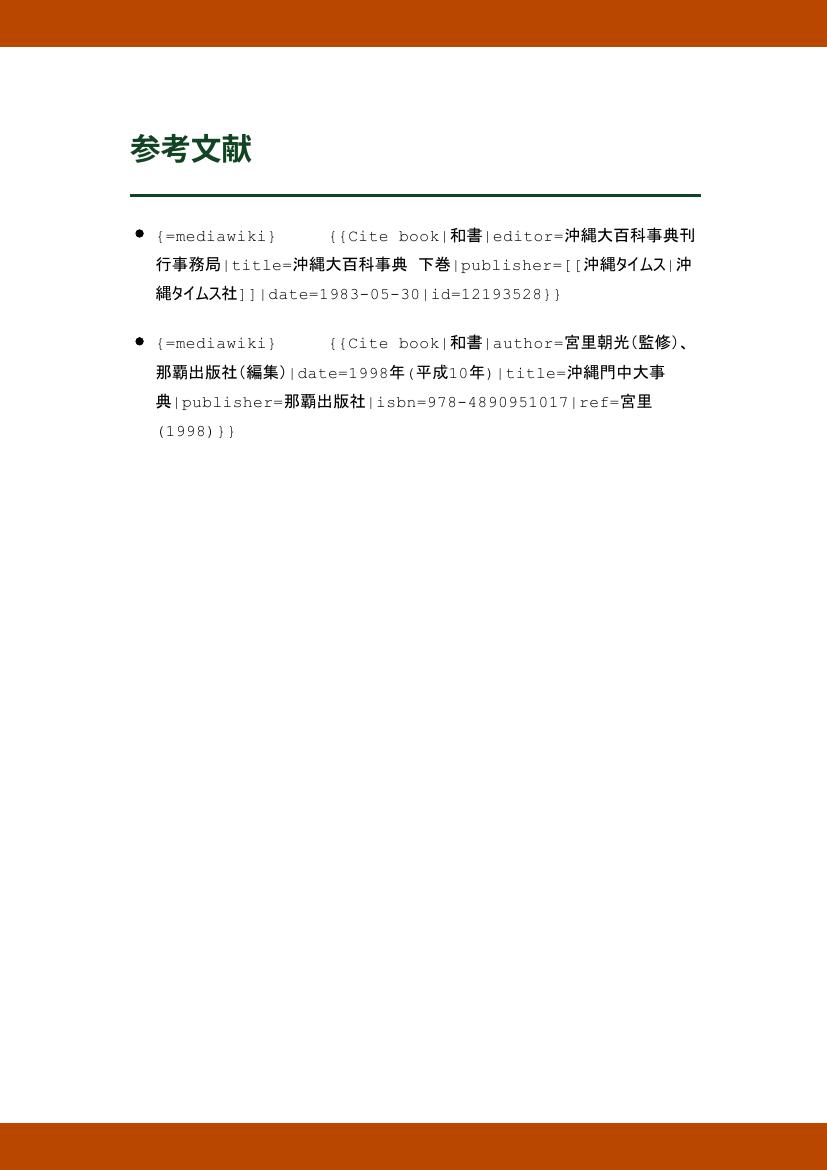 参考文献
{=mediawiki} {{Cite book|和書|editor=沖縄大百科事典刊
行事務局|title=沖縄大百科事典 下巻|publisher=[[沖縄タイムス|沖
縄タイムス社]]|date=1983-05-30|id=12193528}}
{=mediawiki} {{Cite book|和書|author=宮里朝光（監修）、
那覇出版社（編集）|date=1998年(平成10年)|title=沖縄門中大事
典|publisher=那覇出版社|isbn=978-4890951017|ref=宮里
(1998)}}